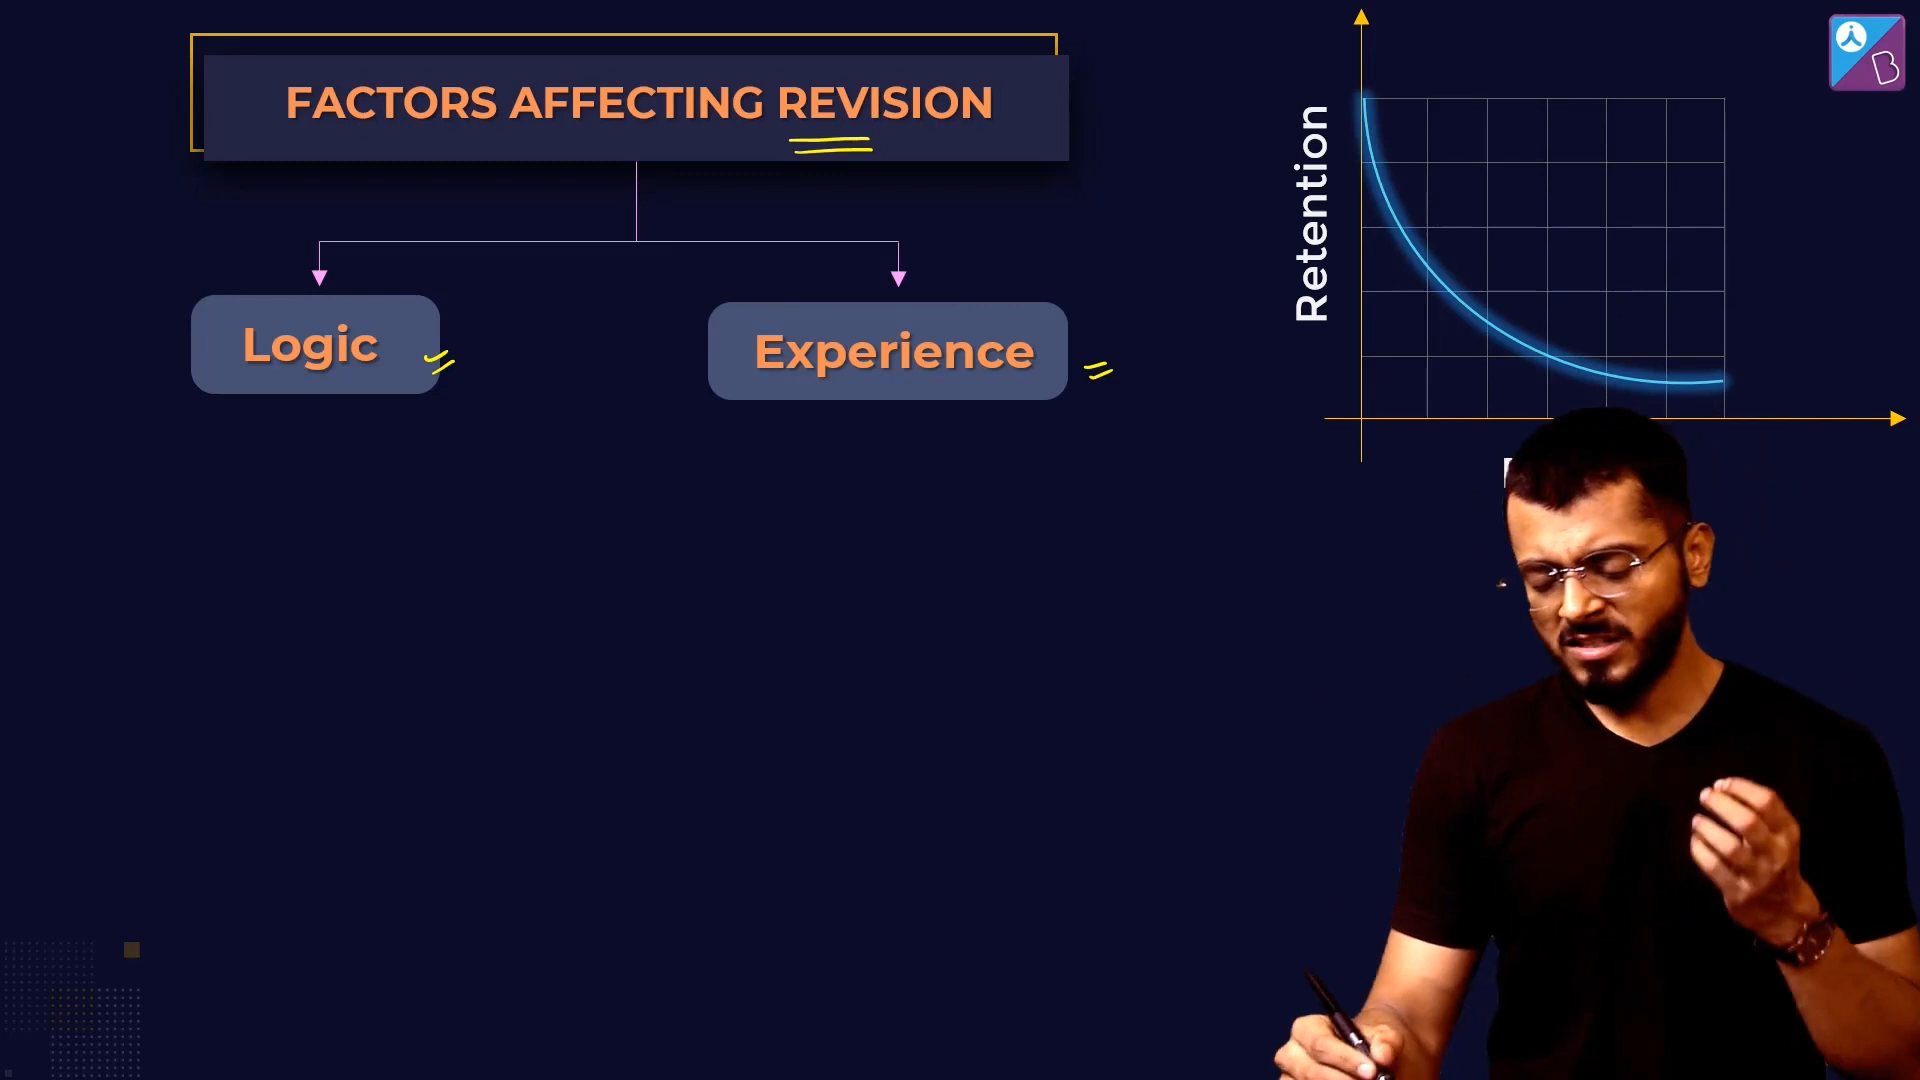 FACTORS AFFECTING REVISION
Logic
Experience
Retention
B